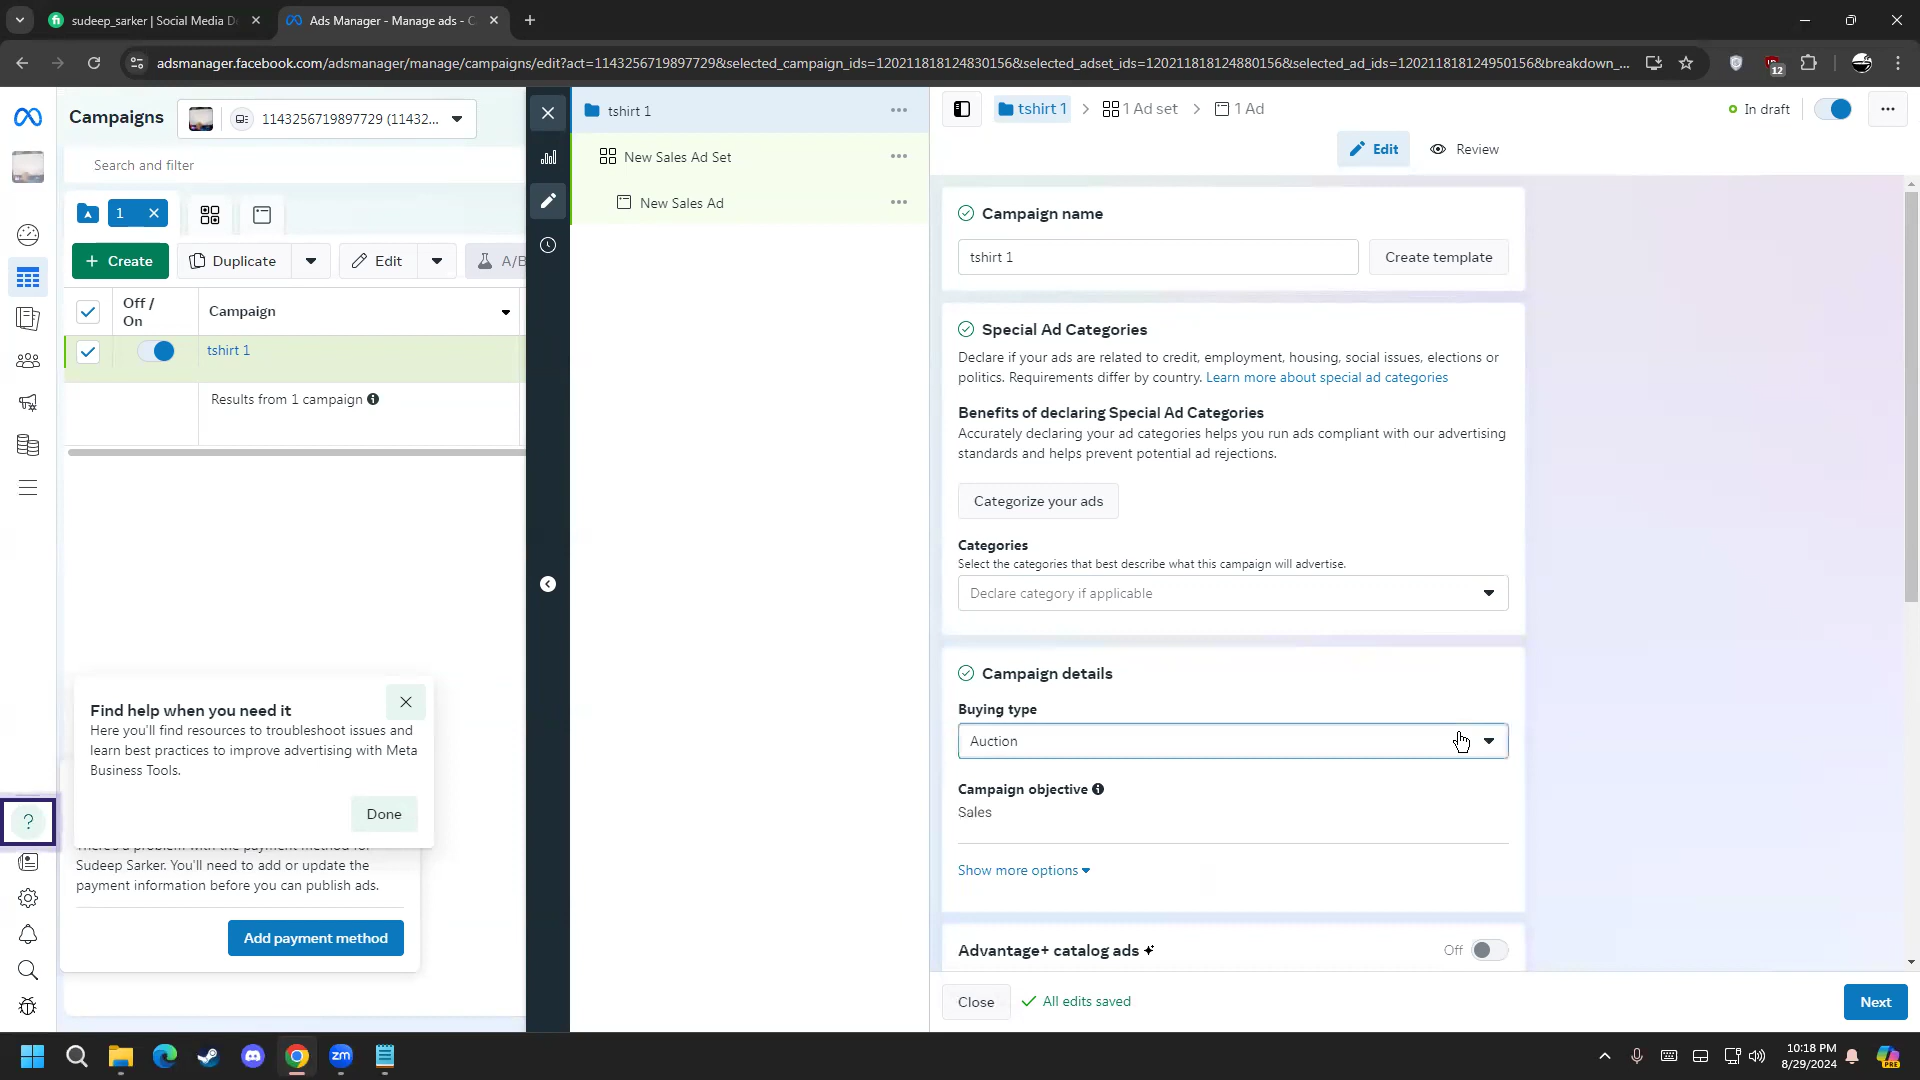 sudeep_sarker | Social Media D
Ads Manager - Manage ads - C
adsmanager.facebook.com/adsmanager/manage/campaigns/edit?act=1143256719897729&selected_campaign_ids=120211818124830156&selected_adset_ids=120211818124880156&selected_ad_ids=120211818124950156&breakdown_...
12
Campaigns
1143256719897729 (11432...
Search and filter
1
Create
Duplicate
Edit
A/B
Off / On
Campaign
tshirt 1
Results from 1 campaign
Find help when you need it
Here you'll find resources to troubleshoot issues and
learn best practices to improve advertising with Meta
Business Tools.
Done
There's a problem with the payment method for
Sudeep Sarker. You'll need to add or update the
payment information before you can publish ads.
Add payment method
tshirt 1
New Sales Ad Set
New Sales Ad
tshirt 1
1 Ad set
1 Ad
In draft
Edit
Review
Campaign name
tshirt 1
Create template
Special Ad Categories
Declare if your ads are related to credit, employment, housing, social issues, elections or
politics. Requirements differ by country. Learn more about special ad categories
Benefits of declaring Special Ad Categories
Accurately declaring your ad categories helps you run ads compliant with our advertising
standards and helps prevent potential ad rejections.
Categorize your ads
Categories
Select the categories that best describe what this campaign will advertise.
Declare category if applicable
Campaign details
Buying type
Auction
Campaign objective
Sales
Show more options
Advantage+ catalog ads
Off
Close
All edits saved
Next
zm
10:18 PM
8/29/2024
PRE